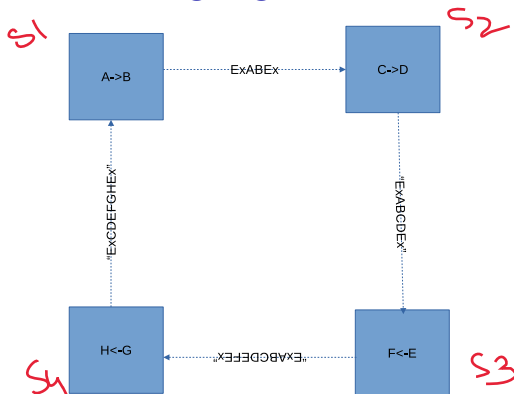 S1
S2
A->B
ExABEx
C->D
"ExCDEFGHEx"
"ExABCDEx"
H<-G
"ExABCDEFEx"
F<-E
S4
S3